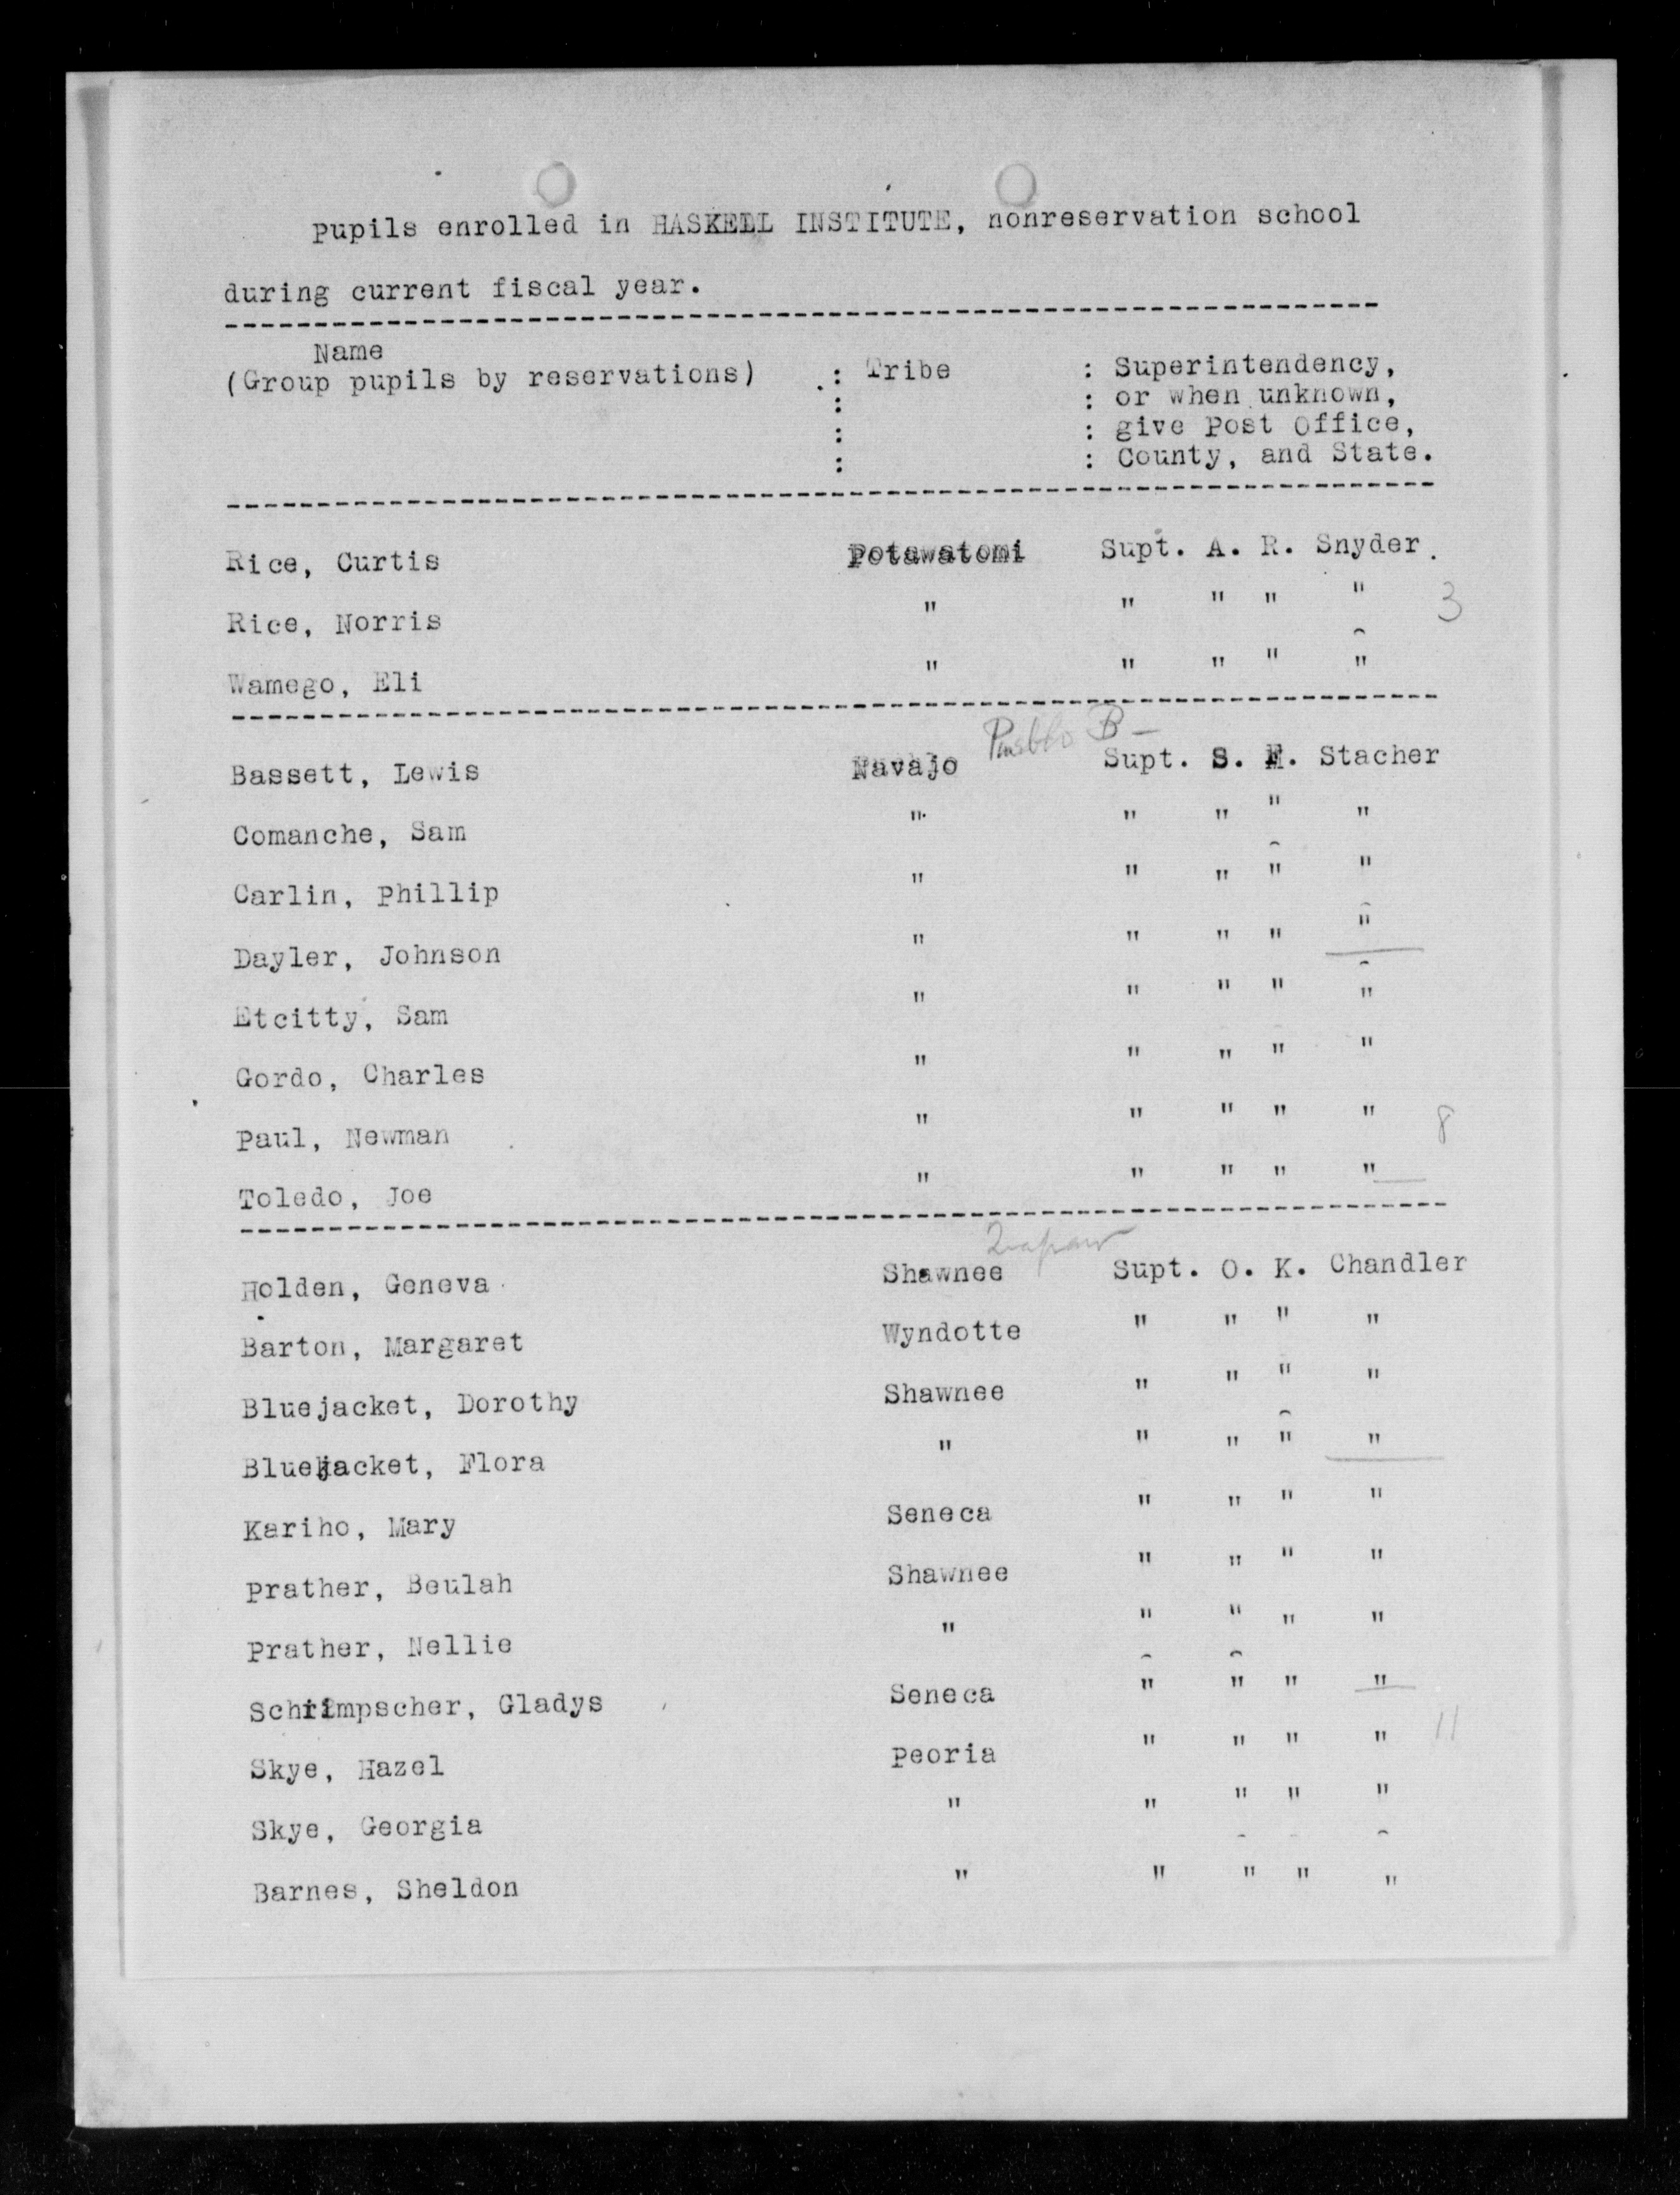 Pupils enrolled in HASKELL INSTITUTE, nonreservation school
during current fiscal year.
Name
(Group pupils by reservations) : Tribe : Superintendency,
: : or when unknown,
: : give Post Office,
: : County, and State.
Rice, Curtis Potawatomi Supt. A. R. Snyder.
Rice, Norris " " " " " 3
Wamego, Eli " " " " "
Pueblo B
Bassett, Lewis Navajo Supt. S. F. Stacher
Comanche, Sam " " " " "
Carlin, Phillip " " " " "
Dayler, Johnson " " " " "
Etcitty, Sam " " " " "
Gordo, Charles " " " " "
Paul, Newman " " " " " 8
Toledo, Joe " " " " "
Holden, Geneva Shawnee Supt. O. K. Chandler
Barton, Margaret Wyndotte " " " "
Bluejacket, Dorothy Shawnee " " " "
Bluejacket, Flora " " " " "
Kariho, Mary Seneca " " " "
Prather, Beulah Shawnee " " " "
Prather, Nellie " " " " "
Schrimpscher, Gladys Seneca " " " "
Skye, Hazel Peoria " " " " 11
Skye, Georgia " " " " "
Barnes, Sheldon " " " " "